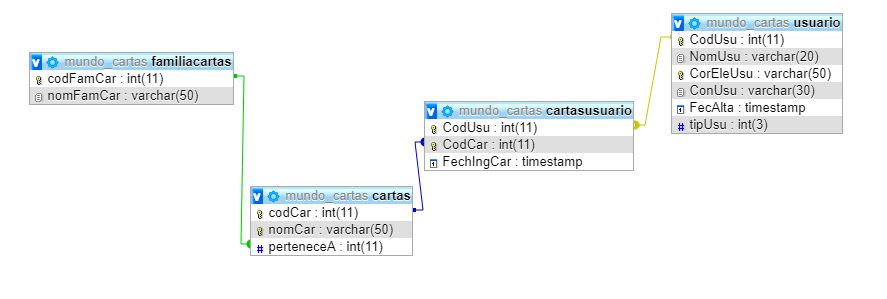 mundo_cartas familiacartas
codFamCar : int(11)
nomFamCar : varchar(50)
mundo_cartas cartas
codCar : int(11)
nomCar : varchar(50)
perteneceA : int(11)
mundo_cartas cartasusuario
CodUsu : int(11)
CodCar : int(11)
FechIngCar : timestamp
mundo_cartas usuario
CodUsu : int(11)
NomUsu : varchar(20)
CorEleUsu : varchar(50)
ConUsu : varchar(30)
FecAlta : timestamp
tipUsu : int(3)